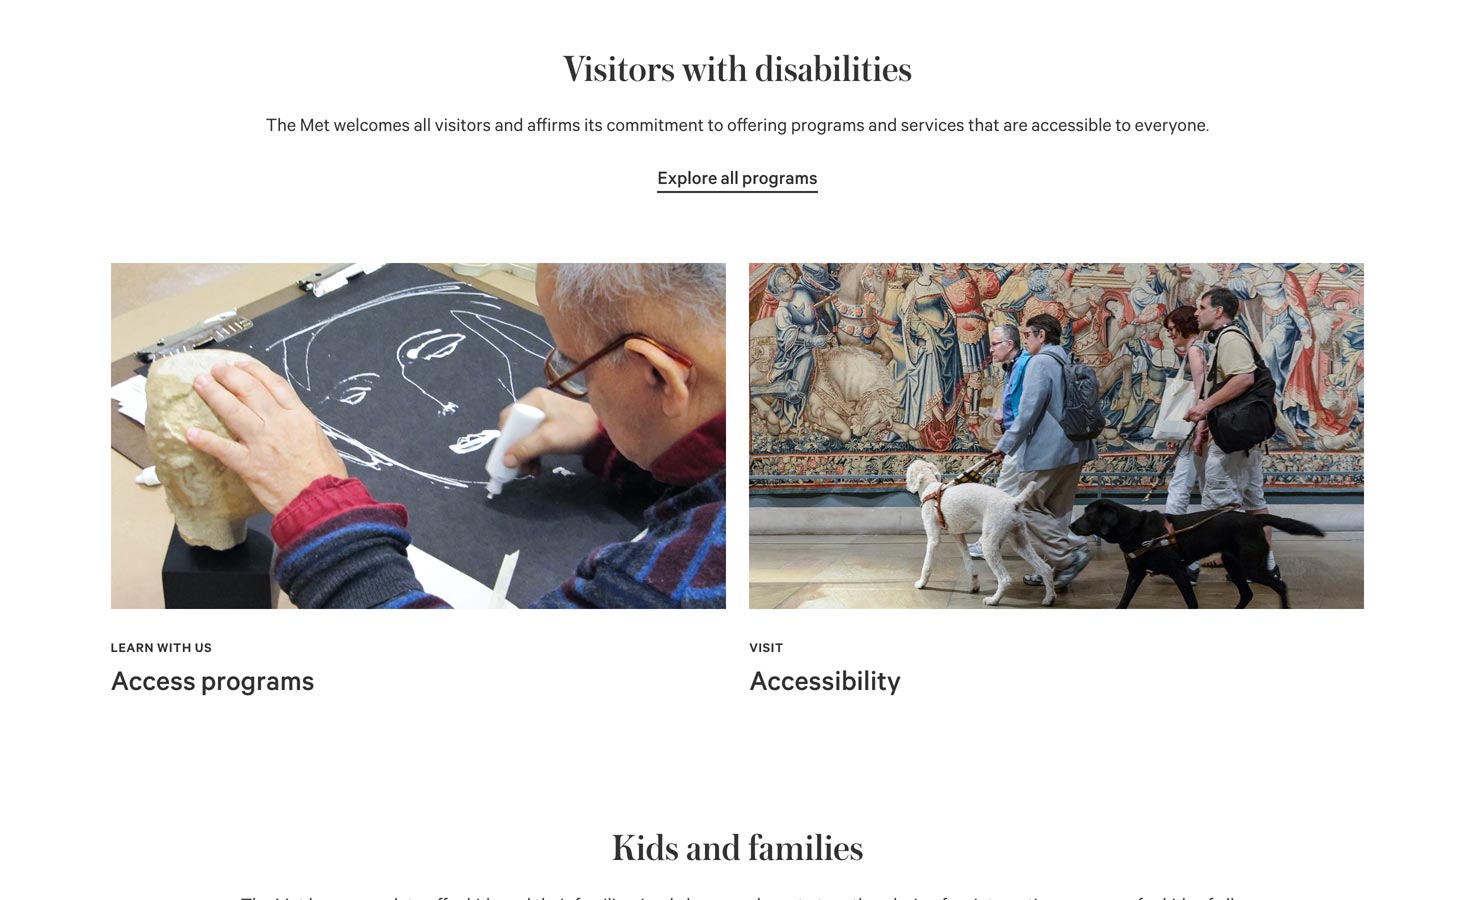 Visitors with disabilities
The Met welcomes all visitors and affirms its commitment to offering programs and services that are accessible to everyone.
Explore all programs
LEARN WITH US
Access programs
VISIT
Accessibility
Kids and families